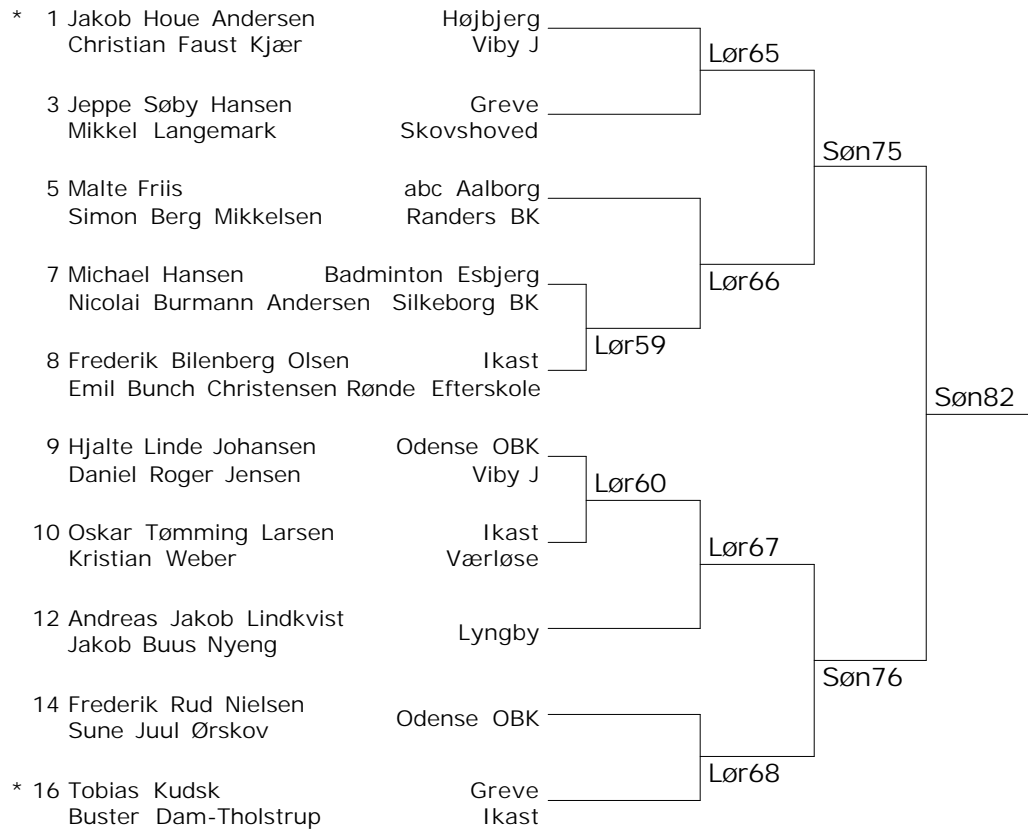 * 1 Jakob Houe Andersen Højbjerg
Christian Faust Kjær Viby J
Lør65
3 Jeppe Søby Hansen Greve
Mikkel Langemark Skovshoved
Søn75
5 Malte Friis abc Aalborg
Simon Berg Mikkelsen Randers BK
7 Michael Hansen Badminton Esbjerg
Lør66
Nicolai Burmann Andersen Silkeborg BK
Lør59
8 Frederik Bilenberg Olsen Ikast
Emil Bunch Christensen Rønde Efterskole
Søn82
9 Hjalte Linde Johansen Odense OBK
Daniel Roger Jensen Viby J
Lør60
10 Oskar Tømming Larsen Ikast
Kristian Weber Værløse
Lør67
12 Andreas Jakob Lindkvist
Jakob Buus Nyeng Lyngby
Søn76
14 Frederik Rud Nielsen
Sune Juul Ørskov Odense OBK
Lør68
* 16 Tobias Kudsk Greve
Buster Dam-Tholstrup Ikast